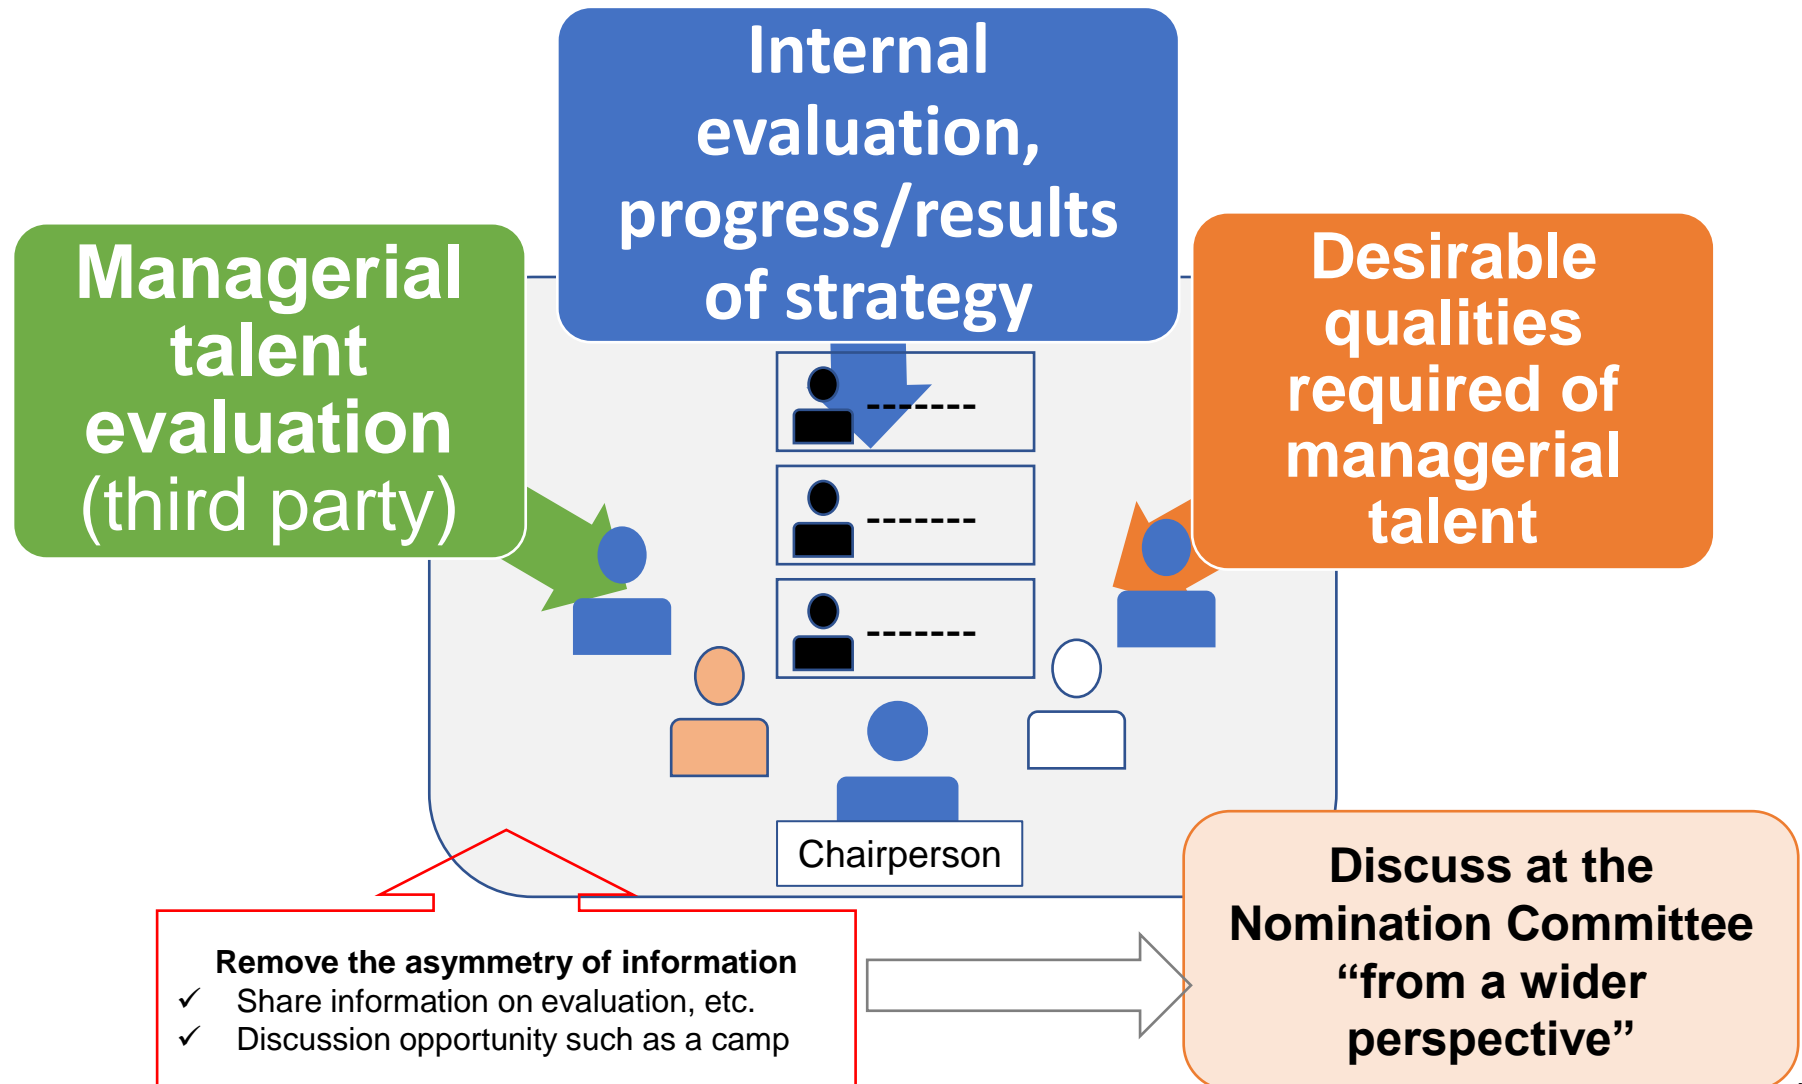 Internal
evaluation,
progress/results
of strategy
Managerial
talent
evaluation
(third party)
Desirable
qualities
required of
managerial
talent
-------
-------
-------
Chairperson
Remove the asymmetry of information
✓ Share information on evaluation, etc.
✓ Discussion opportunity such as a camp
Discuss at the
Nomination Committee
“from a wider
perspective”